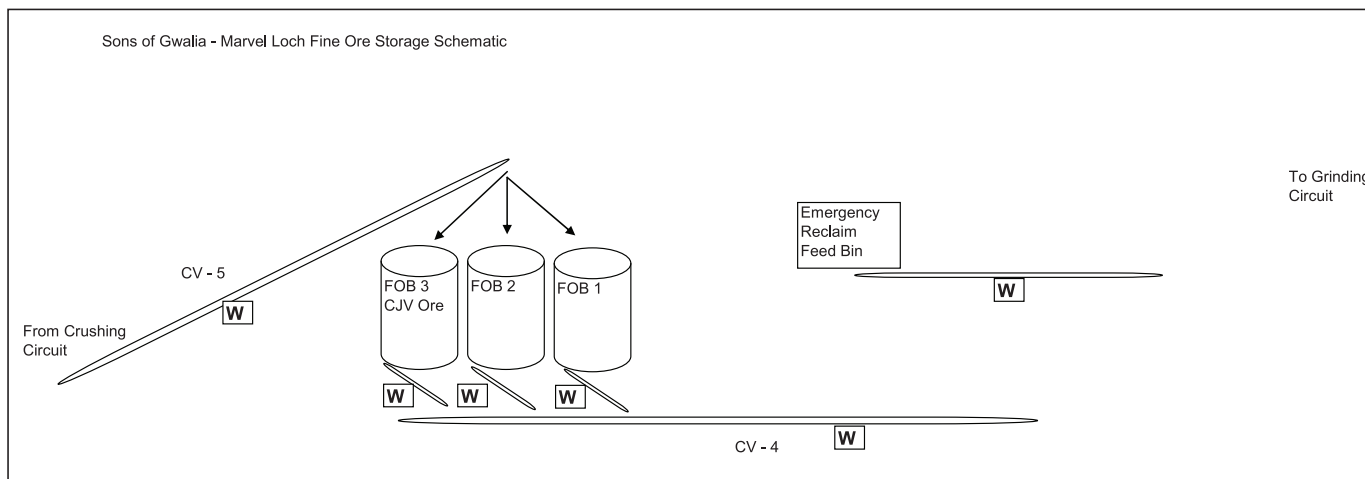 Sons of Gwalia - Marvel Loch Fine Ore Storage Schematic
To Grinding
Circuit
Emergency
Reclaim
Feed Bin
CV - 5
FOB 3
CJV Ore
FOB 2
FOB 1
W
W
From Crushing
Circuit
W
W
W
W
CV - 4